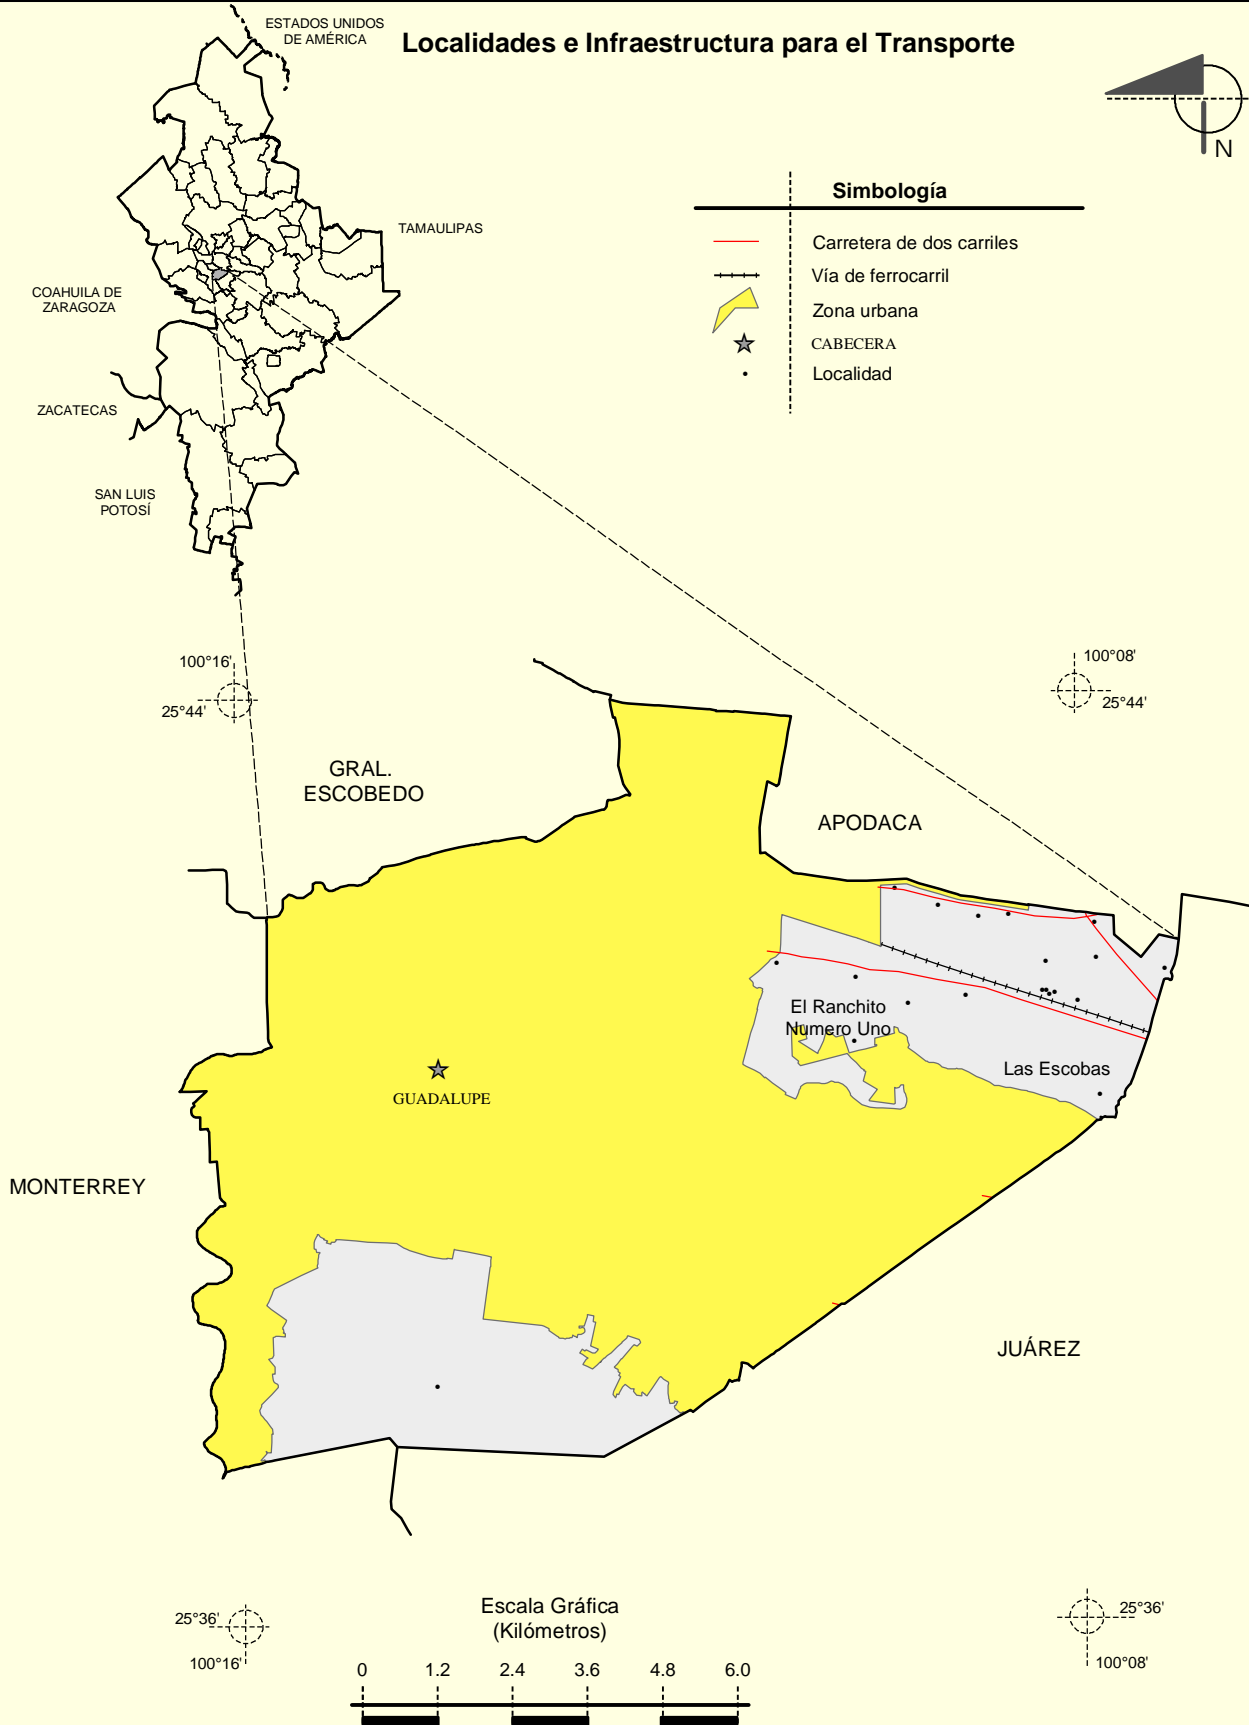 Localidades e Infraestructura para el Transporte
ESTADOS UNIDOS
DE AMÉRICA
N
Simbología
Carretera de dos carriles
Vía de ferrocarril
Zona urbana
CABECERA
Localidad
TAMAULIPAS
COAHUILA DE
ZARAGOZA
ZACATECAS
SAN LUIS
POTOSÍ
100°16'
25°44'
100°08'
25°44'
GRAL.
ESCOBEDO
APODACA
El Ranchito
Numero Uno
Las Escobas
GUADALUPE
MONTERREY
JUÁREZ
25°36'
100°16'
25°36'
100°08'
Escala Gráfica
(Kilómetros)
0 1.2 2.4 3.6 4.8 6.0